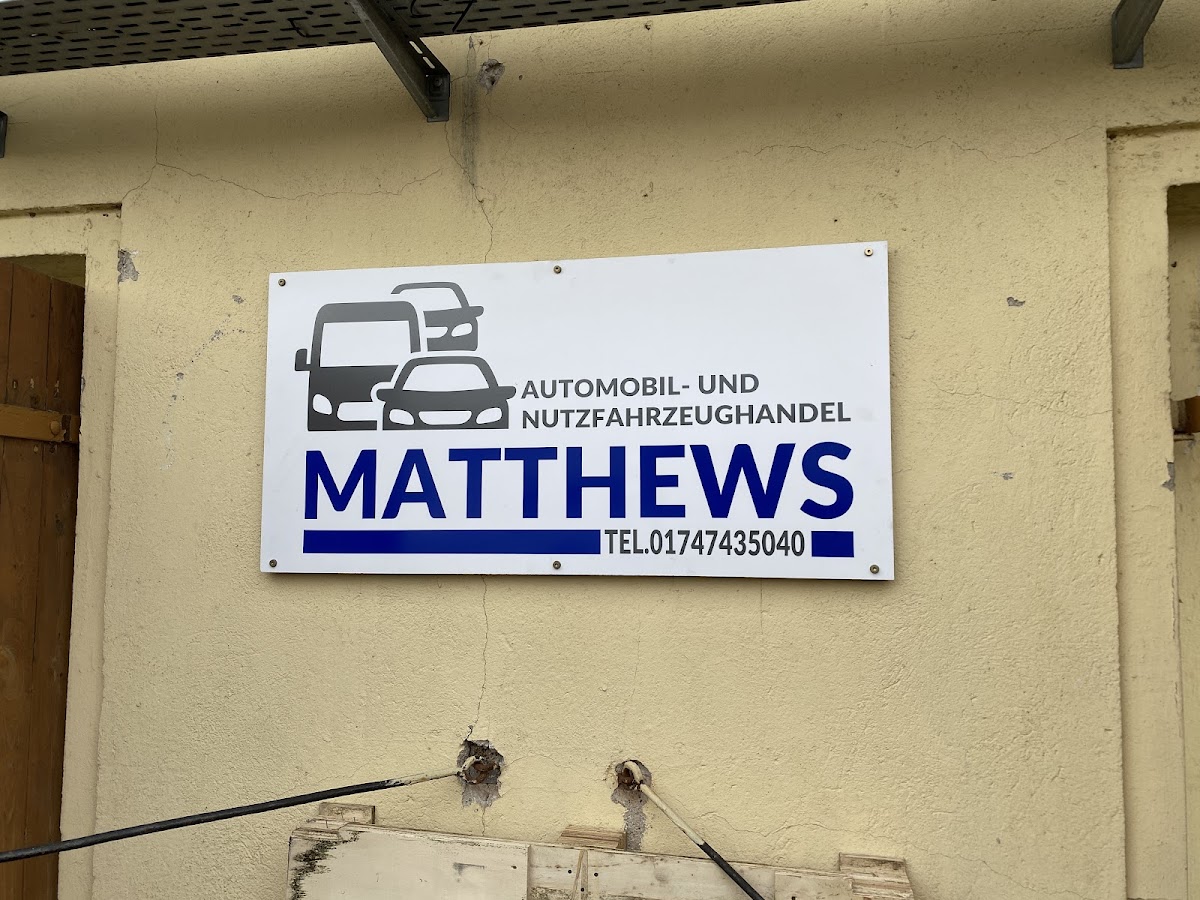 AUTOMOBIL- UND
NUTZFAHRZEUGHANDEL
MATTHEWS
TEL.01747435040